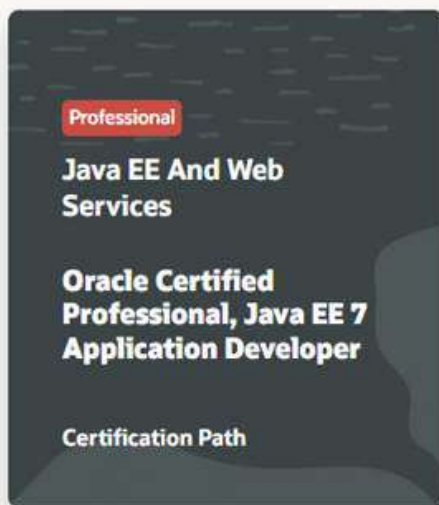 Professional
Java EE And Web
Services
Oracle Certified
Professional, Java EE 7
Application Developer
Certification Path